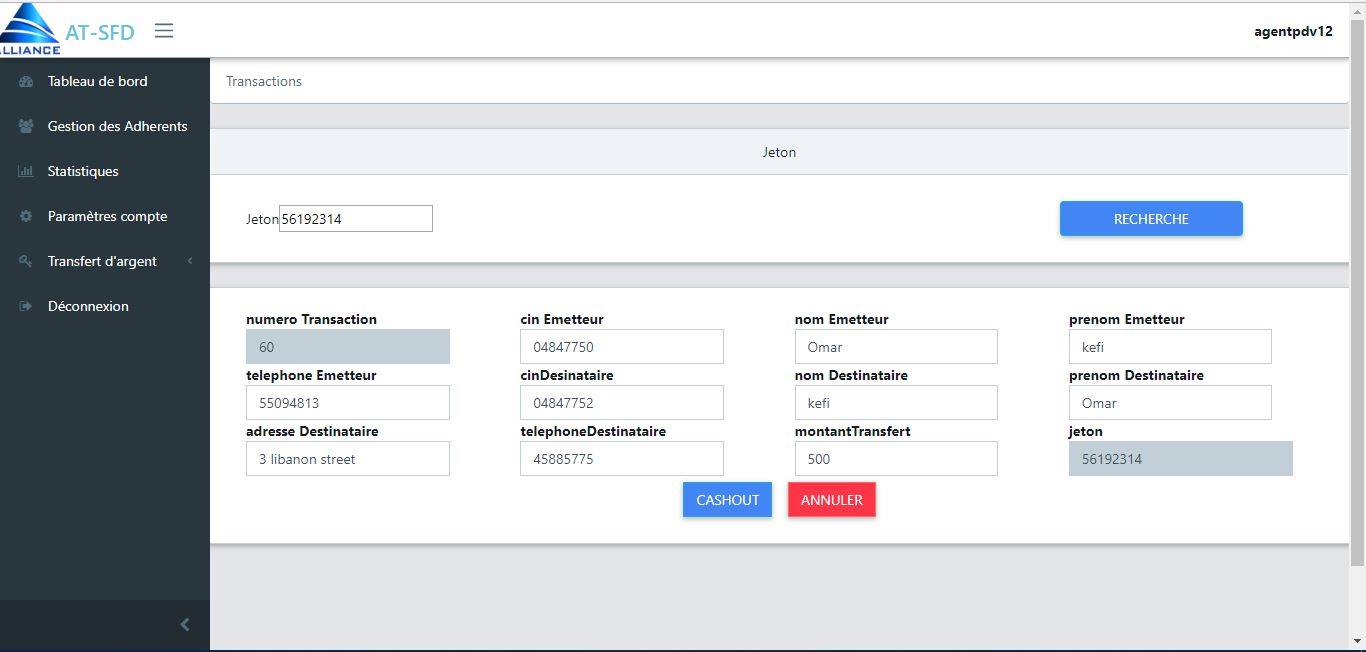 AT-SFD
LLIANCE
agentpdv12
Tableau de bord
Gestion des Adherents
Statistiques
Paramètres compte
Transfert d'argent
Déconnexion
Transactions
Jeton
Jeton 56192314
RECHERCHE
numero Transaction cin Emetteur nom Emetteur prenom Emetteur
60 04847750 Omar kefi
telephone Emetteur cinDesinataire nom Destinataire prenom Destinataire
55094813 04847752 kefi Omar
adresse Destinataire telephoneDestinataire montantTransfert jeton
3 libanon street 45885775 500 56192314
CASHOUT ANNULER